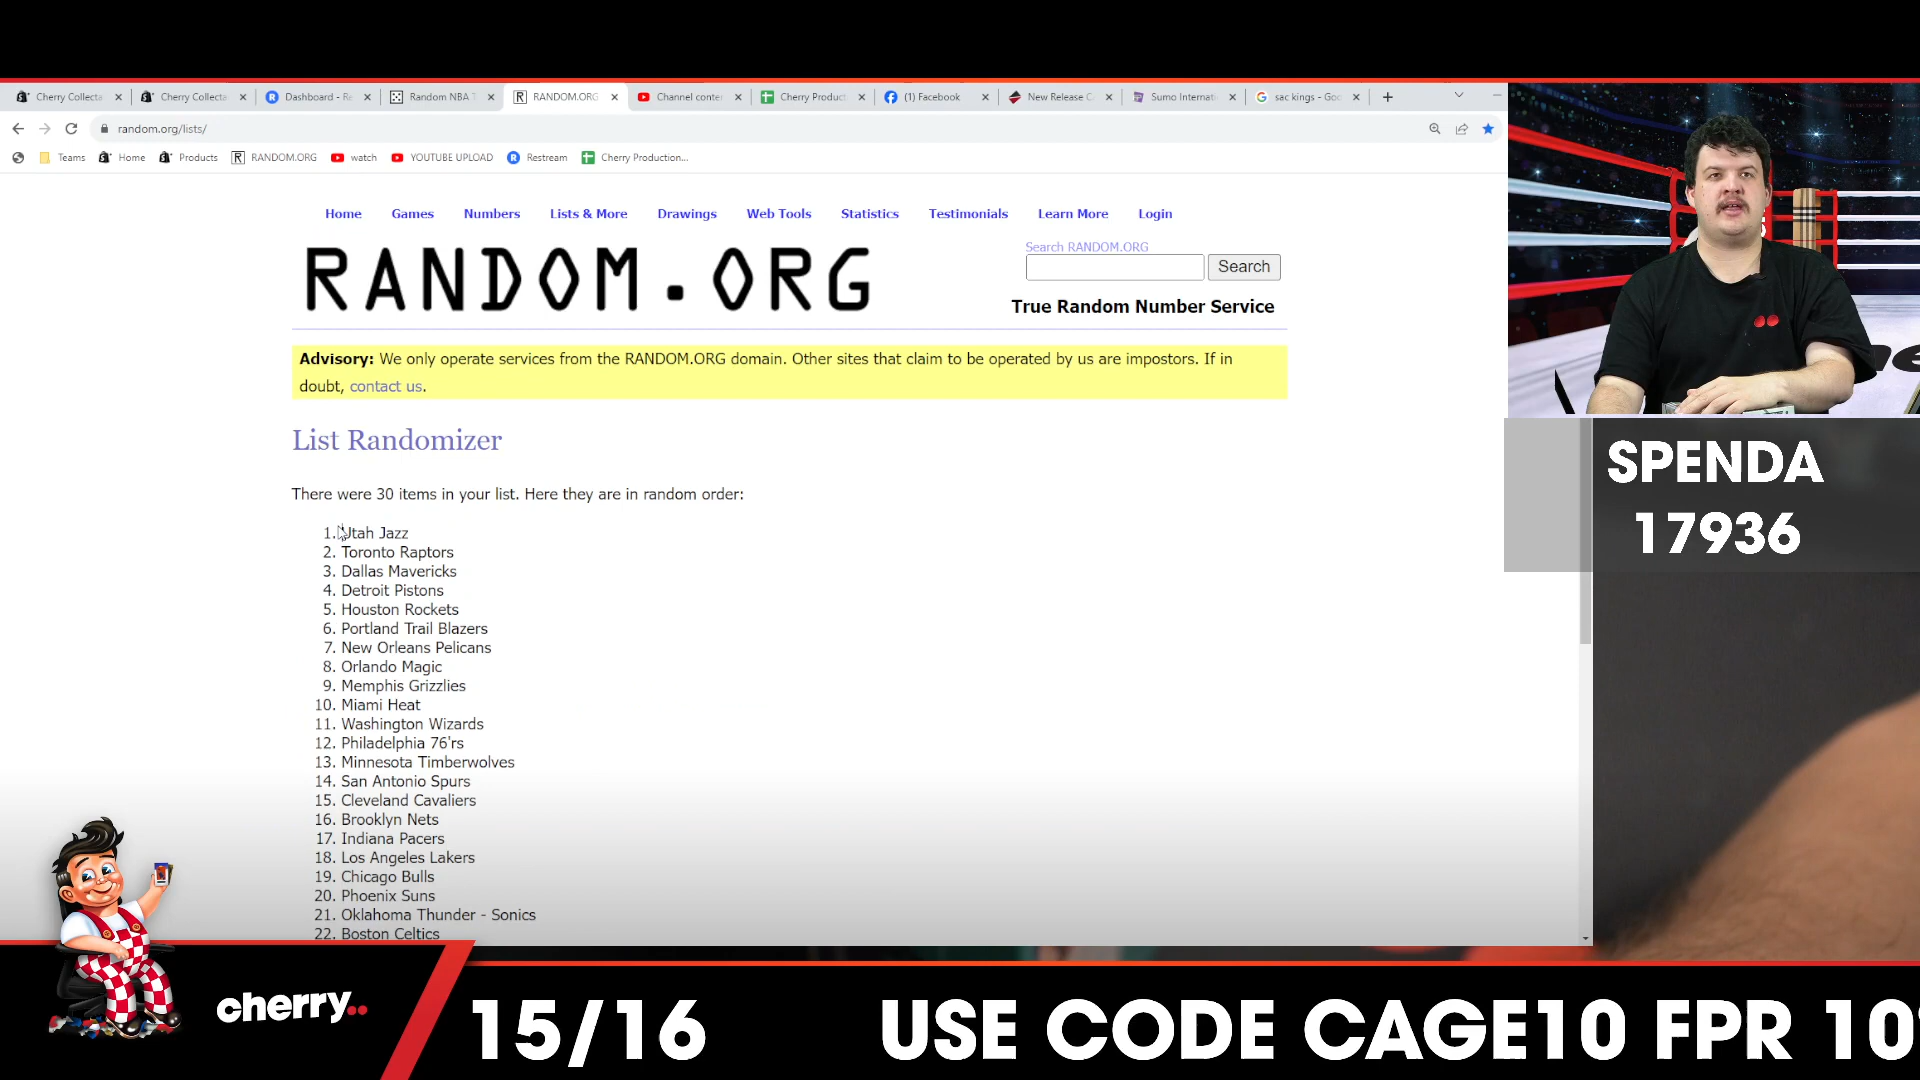 Cherry Collecta
Cherry Collecta
Dashboard - Re
Random NBA T
RANDOM.ORG
Channel conte
Cherry Product
(1) Facebook
New Release C
Sumo Internati
sac kings - Goo
random.org/lists/
Teams
Home
Products
RANDOM.ORG
watch
YOUTUBE UPLOAD
Restream
Cherry Production...
Home Games Numbers Lists & More Drawings Web Tools Statistics Testimonials Learn More Login
RANDOM.ORG
Search RANDOM.ORG
Search
True Random Number Service
Advisory: We only operate services from the RANDOM.ORG domain. Other sites that claim to be operated by us are impostors. If in
doubt, contact us.
List Randomizer
There were 30 items in your list. Here they are in random order:
1. Utah Jazz
2. Toronto Raptors
3. Dallas Mavericks
4. Detroit Pistons
5. Houston Rockets
6. Portland Trail Blazers
7. New Orleans Pelicans
8. Orlando Magic
9. Memphis Grizzlies
10. Miami Heat
11. Washington Wizards
12. Philadelphia 76'rs
13. Minnesota Timberwolves
14. San Antonio Spurs
15. Cleveland Cavaliers
16. Brooklyn Nets
17. Indiana Pacers
18. Los Angeles Lakers
19. Chicago Bulls
20. Phoenix Suns
21. Oklahoma Thunder - Sonics
22. Boston Celtics
SPENDA
17936
cherry..
15/16
USE CODE CAGE10 FPR 10